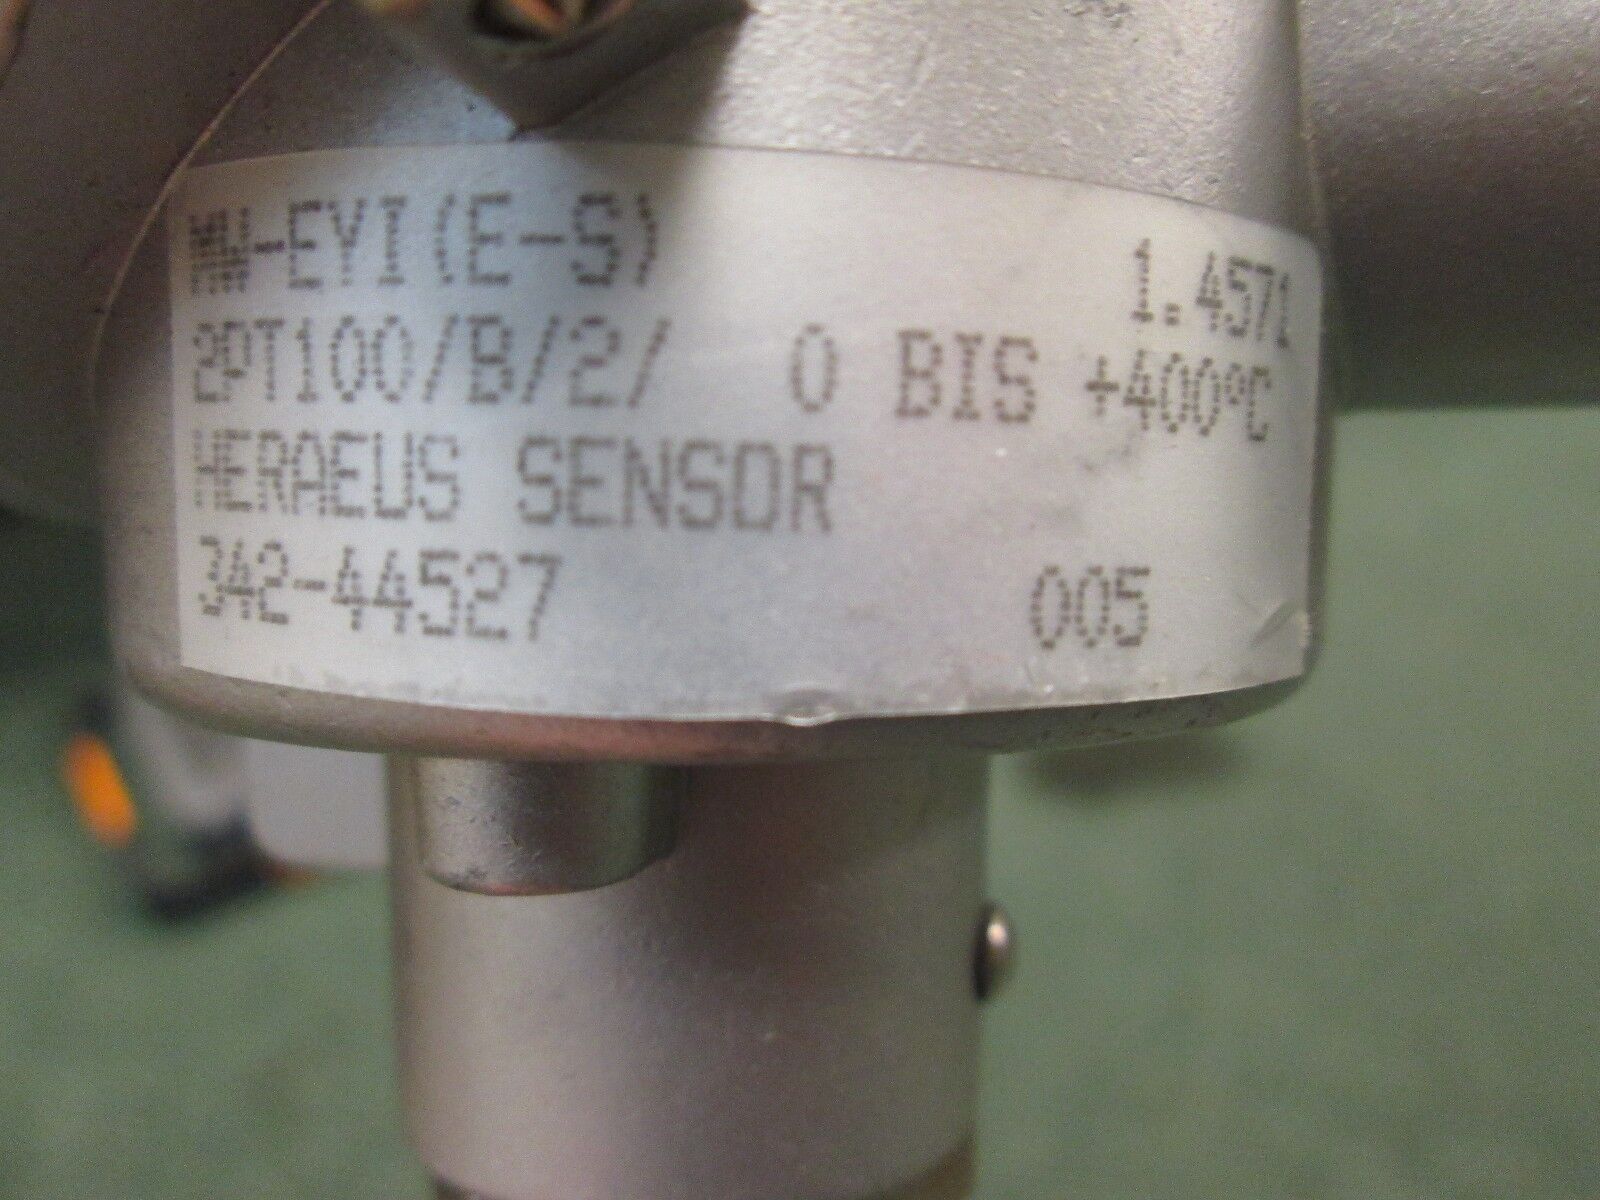 MW-EYI(E-S) 1.4571
2PT100/B/2/ 0 BIS +400°C
HERAEUS SENSOR
342-44527 005